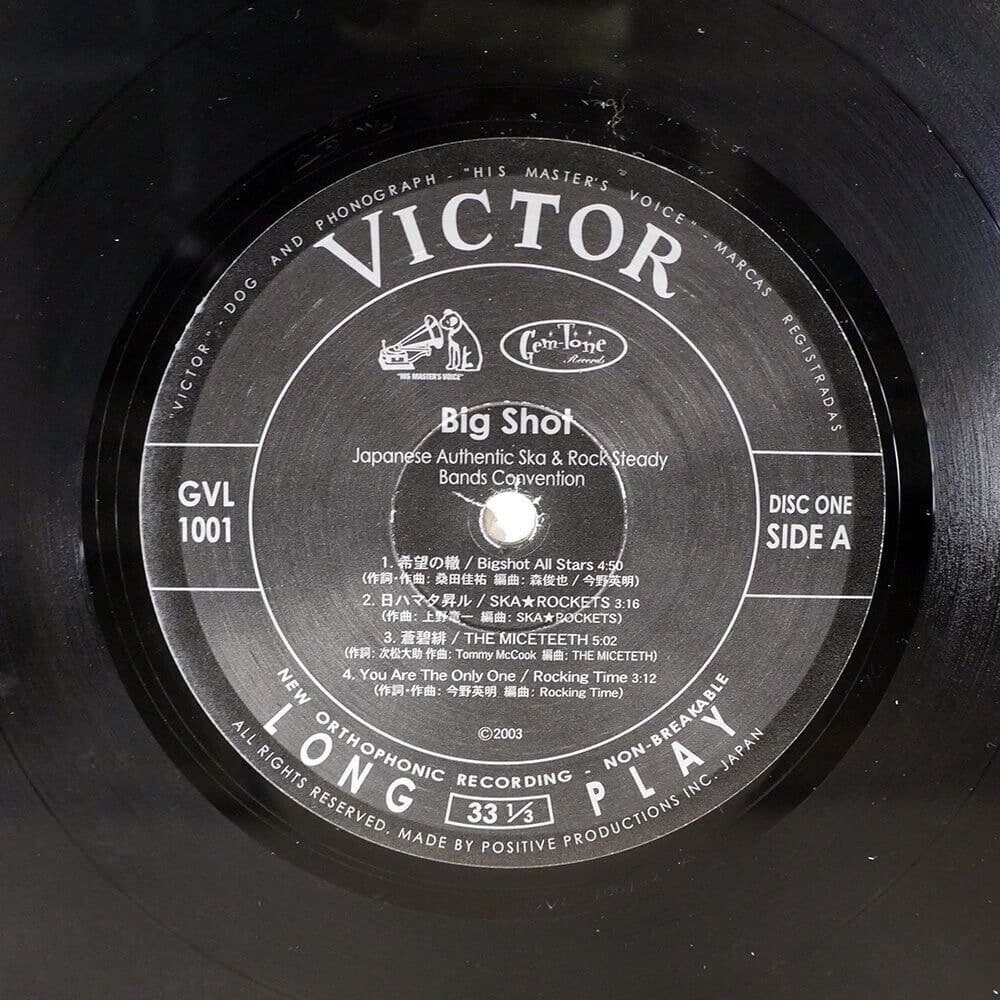 "VICTOR" - DOG AND PHONOGRAPH - "HIS MASTER'S VOICE" - MARCAS REGISTRADAS
VICTOR
"HIS MASTER'S VOICE"
Gem-Tone
Records
Big Shot
Japanese Authentic Ska & Rock Steady
Bands Convention
GVL
1001
DISC ONE
SIDE A
1. 希望の轍 / Bigshot All Stars 4:50
(作詞・作曲: 桑田佳祐 編曲: 森俊也 / 今野英明)
2. 日ハマタ昇ル / SKA★ROCKETS 3:16
(作曲: 上野竜一 編曲: SKA★ROCKETS)
3. 蒼碧緋 / THE MICETEETH 5:02
(作詞: 次松大助 作曲: Tommy McCook 編曲: THE MICETETH)
4. You Are The Only One / Rocking Time 3:12
(作詞・作曲: 今野英明 編曲: Rocking Time)
©2003
NEW ORTHOPHONIC RECORDING - NON-BREAKABLE
LONG PLAY
33 1/3
ALL RIGHTS RESERVED. MADE BY POSITIVE PRODUCTIONS INC. JAPAN